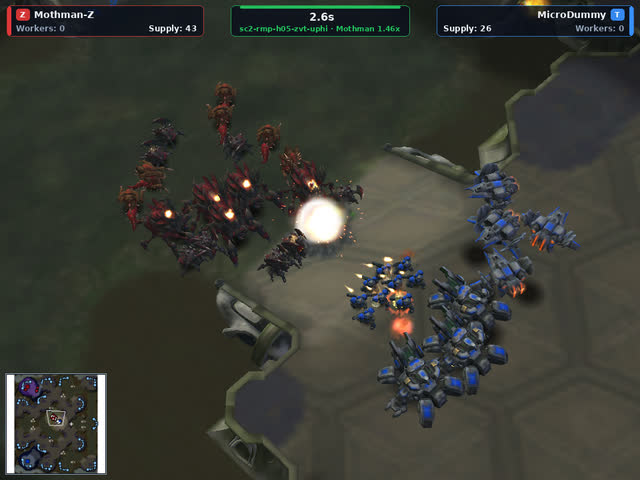 Z Mothman-Z
Workers: 0 Supply: 43
2.6s
sc2-rmp-h05-zvt-uphi · Mothman 1.46x
MicroDummy T
Supply: 26 Workers: 0